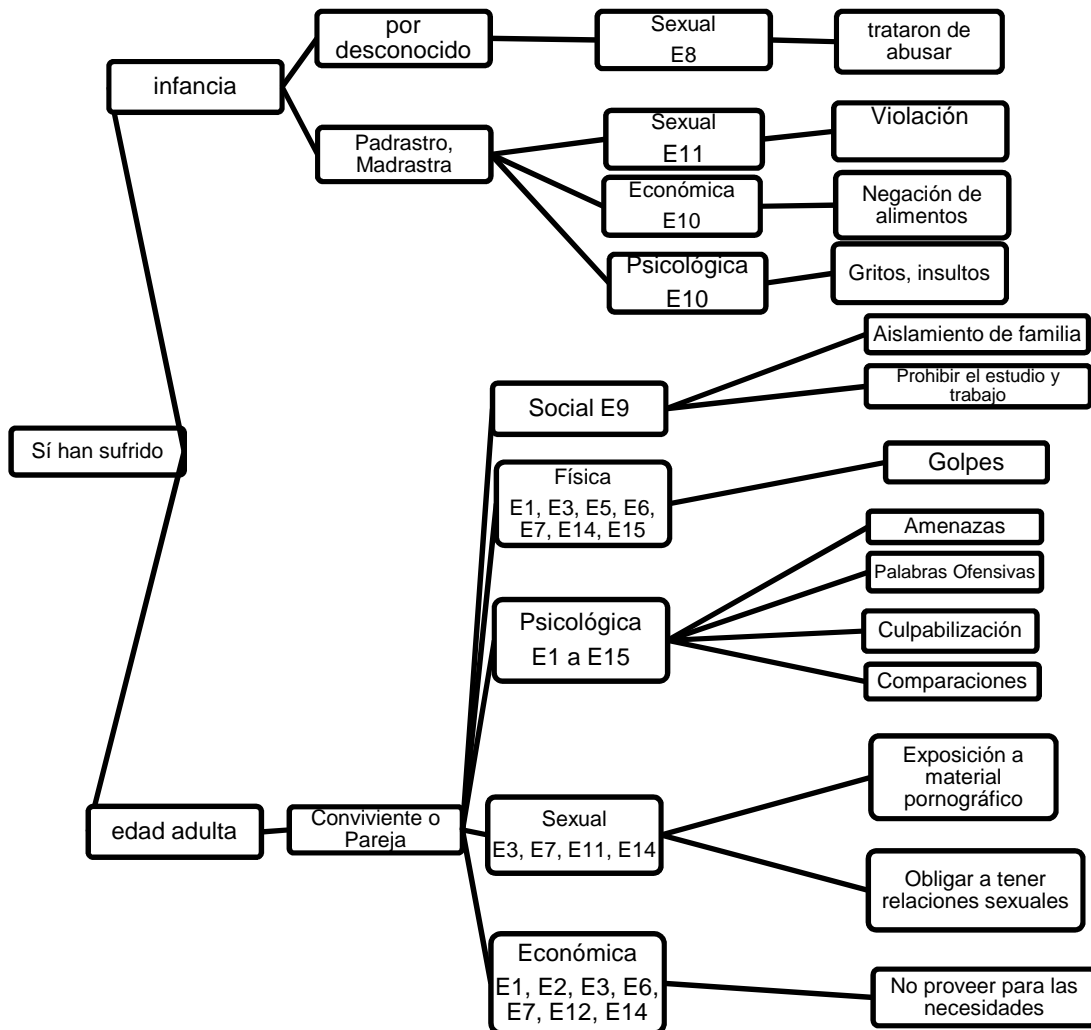 Sí han sufrido
infancia
por
desconocido
Sexual
E8
trataron de
abusar
Padrastro,
Madrastra
Sexual
E11
Violación
Económica
E10
Negación de
alimentos
Psicológica
E10
Gritos, insultos
edad adulta
Conviviente o
Pareja
Social E9
Aislamiento de familia
Prohibir el estudio y
trabajo
Física
E1, E3, E5, E6,
E7, E14, E15
Golpes
Psicológica
E1 a E15
Amenazas
Palabras Ofensivas
Culpabilización
Comparaciones
Sexual
E3, E7, E11, E14
Exposición a
material
pornográfico
Obligar a tener
relaciones sexuales
Económica
E1, E2, E3, E6,
E7, E12, E14
No proveer para las
necesidades